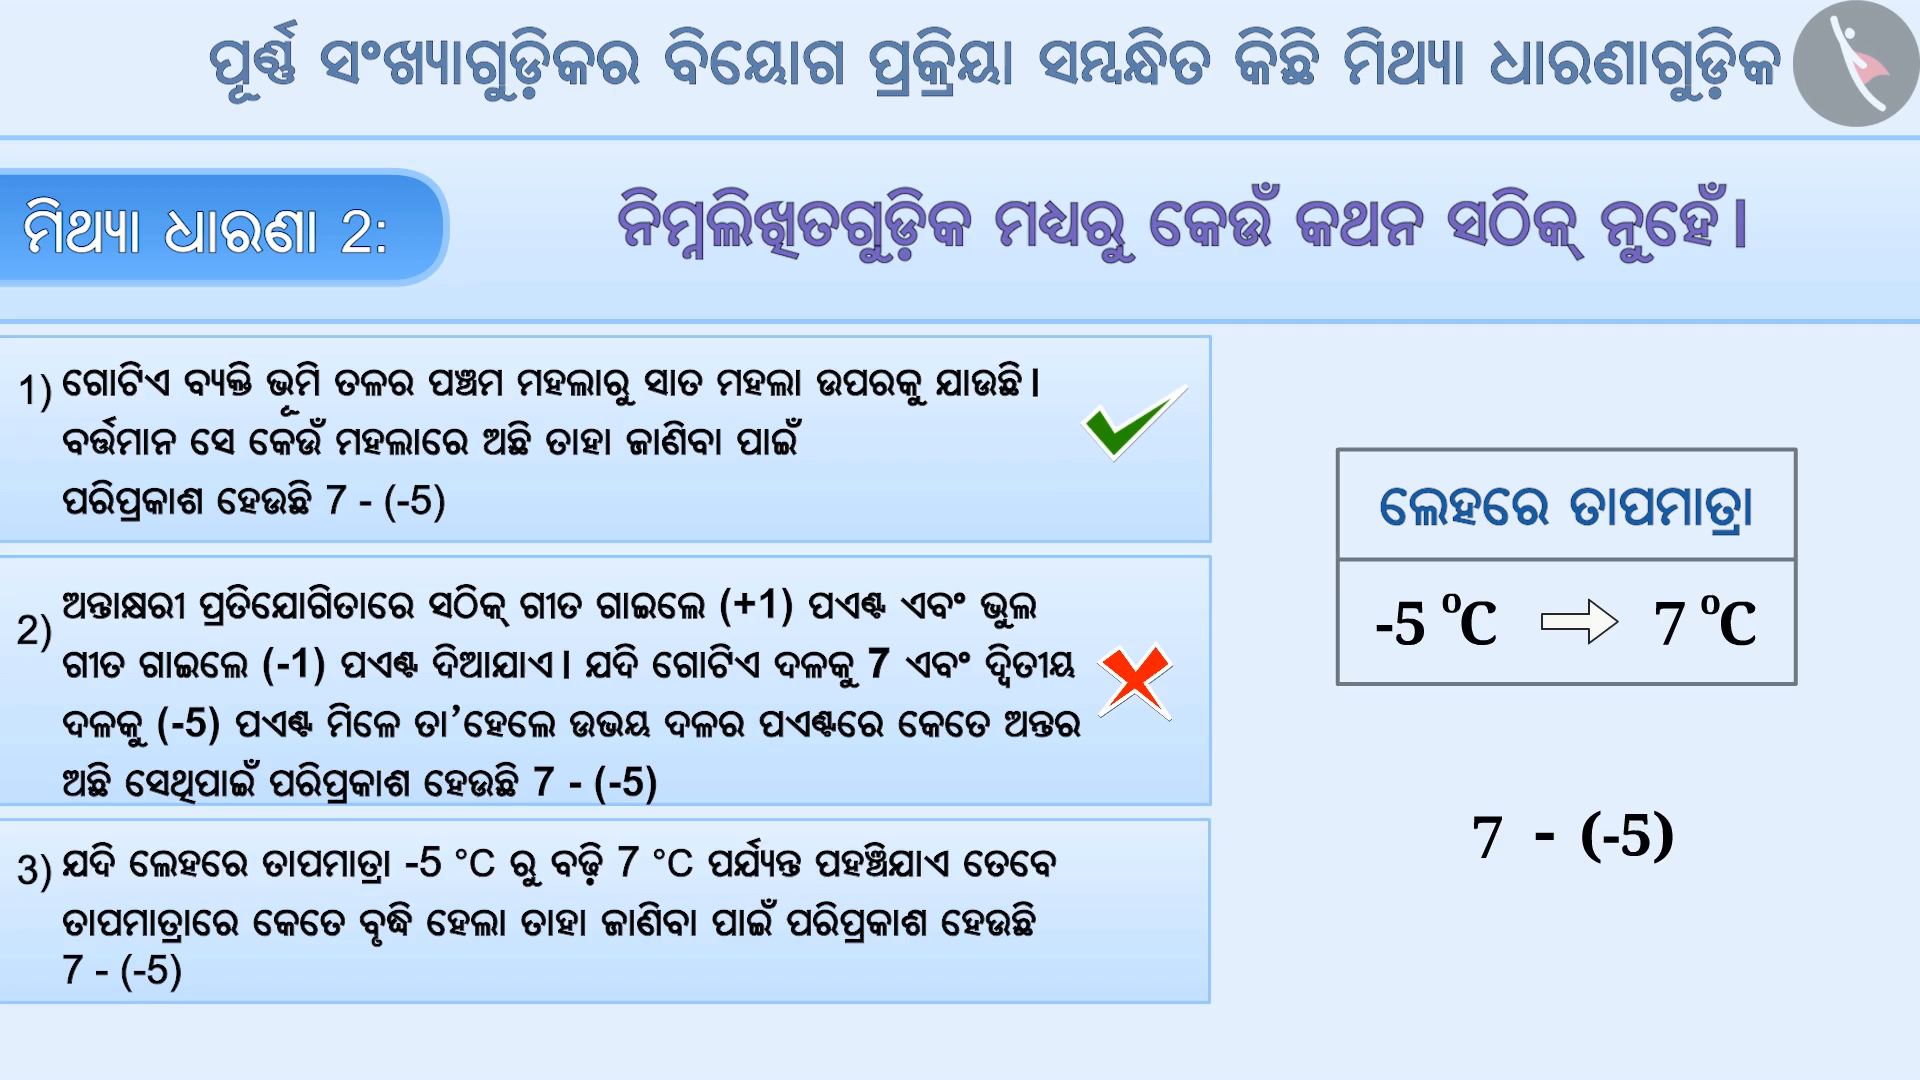 ପୂର୍ଣ୍ଣ ସଂଖ୍ୟାଗୁଡ଼ିକର ବିୟୋଗ ପ୍ରକ୍ରିୟା ସମ୍ବନ୍ଧିତ କିଛି ମିଥ୍ୟା ଧାରଣାଗୁଡ଼ିକ
ମିଥ୍ୟା ଧାରଣା 2:
ନିମ୍ନଲିଖିତଗୁଡ଼ିକ ମଧ୍ୟରୁ କେଉଁ କଥନ ସଠିକ୍ ନୁହେଁ।
1) ଗୋଟିଏ ବ୍ୟକ୍ତି ଭୂମି ତଳର ପଞ୍ଚମ ମହଲାରୁ ସାତ ମହଲା ଉପରକୁ ଯାଉଛି।
ବର୍ତ୍ତମାନ ସେ କେଉଁ ମହଲାରେ ଅଛି ତାହା ଜାଣିବା ପାଇଁ
ପରିପ୍ରକାଶ ହେଉଛି 7 - (-5)
2) ଅନ୍ତାକ୍ଷରୀ ପ୍ରତିଯୋଗିତାରେ ସଠିକ୍ ଗୀତ ଗାଇଲେ (+1) ପଏଣ୍ଟ ଏବଂ ଭୁଲ
ଗୀତ ଗାଇଲେ (-1) ପଏଣ୍ଟ ଦିଆଯାଏ। ଯଦି ଗୋଟିଏ ଦଳକୁ 7 ଏବଂ ଦ୍ୱିତୀୟ
ଦଳକୁ (-5) ପଏଣ୍ଟ ମିଳେ ତା’ହେଲେ ଉଭୟ ଦଳର ପଏଣ୍ଟରେ କେତେ ଅନ୍ତର
ଅଛି ସେଥିପାଇଁ ପରିପ୍ରକାଶ ହେଉଛି 7 - (-5)
3) ଯଦି ଲେହରେ ତାପମାତ୍ରା -5 °C ରୁ ବଢ଼ି 7 °C ପର୍ଯ୍ୟନ୍ତ ପହଞ୍ଚିଯାଏ ତେବେ
ତାପମାତ୍ରାରେ କେତେ ବୃଦ୍ଧି ହେଲା ତାହା ଜାଣିବା ପାଇଁ ପରିପ୍ରକାଶ ହେଉଛି
7 - (-5)
ଲେହରେ ତାପମାତ୍ରା
-5 °C ⇨ 7 °C
7 - (-5)